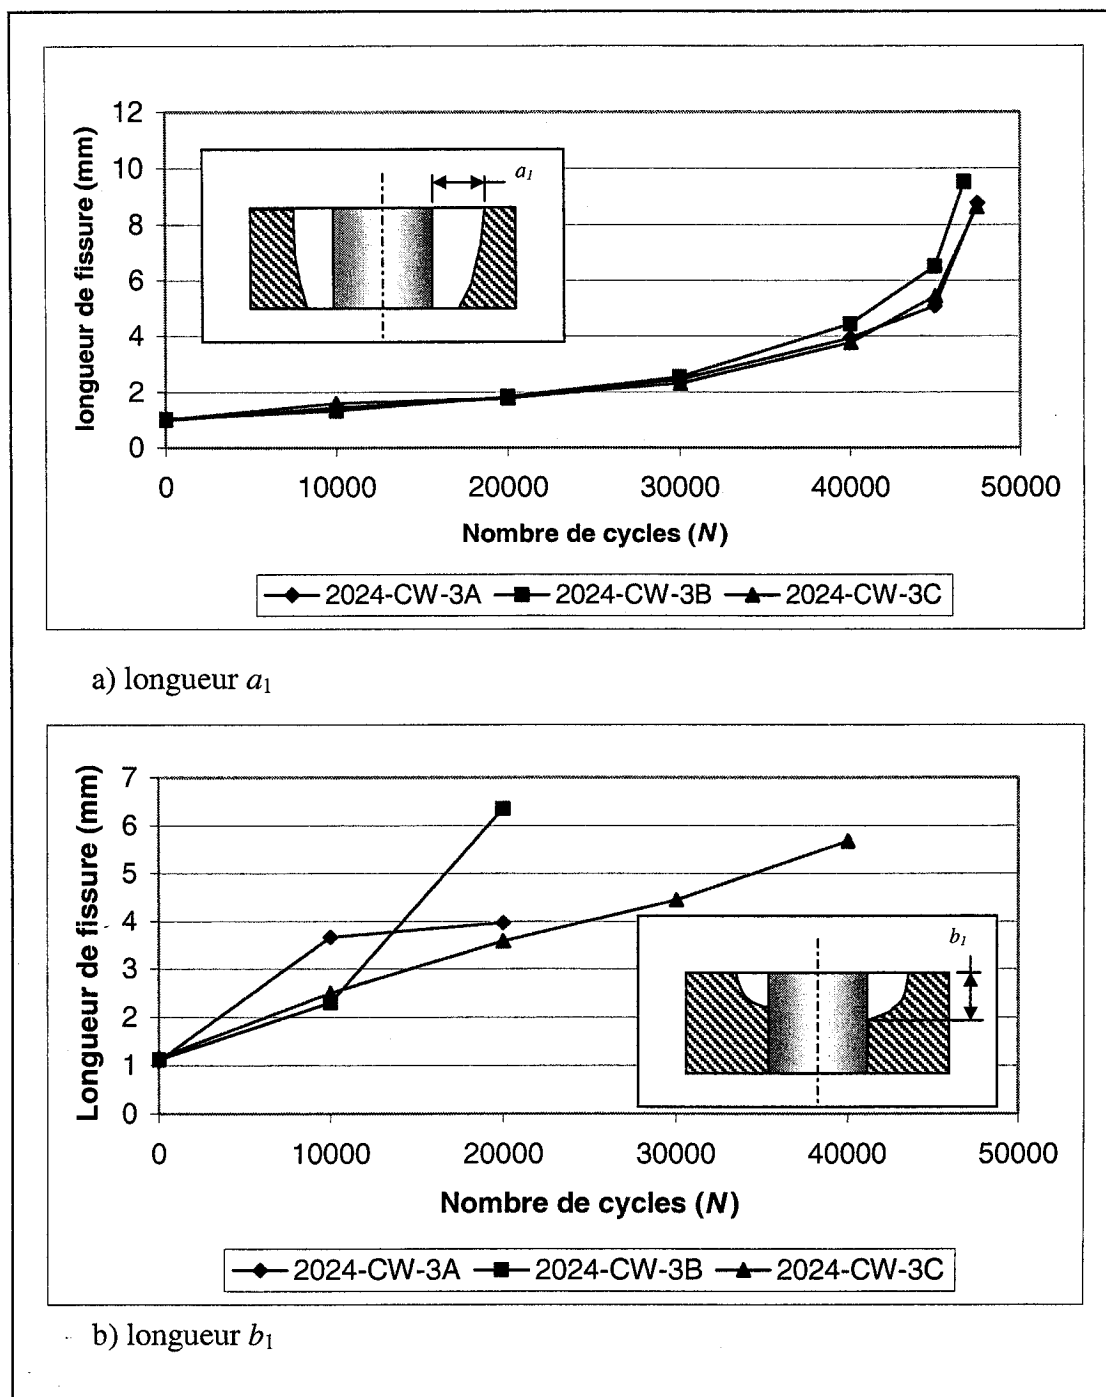 12
10
8
6
4
2
0
longueur de fissure (mm)
a1
0 10000 20000 30000 40000 50000
Nombre de cycles (N)
2024-CW-3A 2024-CW-3B 2024-CW-3C
a) longueur a1
7
6
5
4
3
2
1
0
Longueur de fissure (mm)
b1
0 10000 20000 30000 40000 50000
Nombre de cycles (N)
2024-CW-3A 2024-CW-3B 2024-CW-3C
b) longueur b1